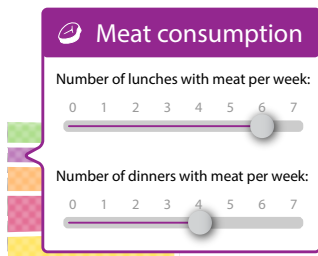 Meat consumption
Number of lunches with meat per week:
0 1 2 3 4 5 6 7
Number of dinners with meat per week:
0 1 2 3 4 5 6 7